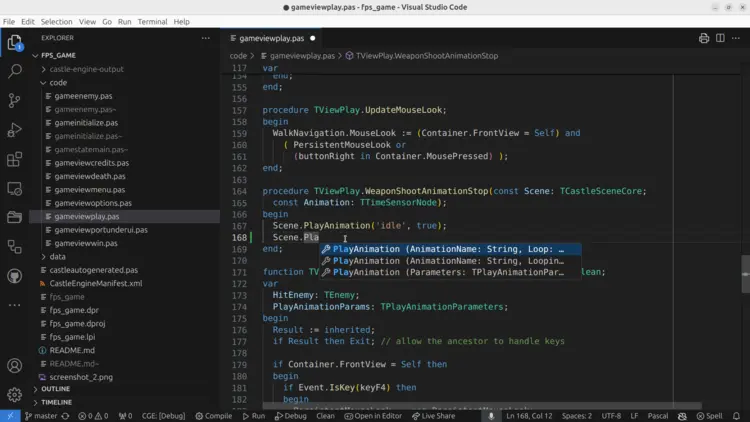 gameviewplay.pas - fps_game - Visual Studio Code
File Edit Selection View Go Run Terminal Help
EXPLORER
FPS_GAME
castle-engine-output
code
gameenemy.pas
gameenemy.pas~
gameinitialize.pas
gameinitialize.pas~
gamestatemain.pas~
gameviewcredits.pas
gameviewdeath.pas
gameviewmenu.pas
gameviewoptions.pas
gameviewplay.pas
gameviewportunderui.pas
gameviewwin.pas
data
castleautogenerated.pas
CastleEngineManifest.xml
fps_game
fps_game.dpr
fps_game.dproj
fps_game.lpi
README.md
README.md~
screenshot_2.png
OUTLINE
TIMELINE
gameviewplay.pas
code > gameviewplay.pas > TViewPlay.WeaponShootAnimationStop
117 var
154 end;
155 end;
156
157 procedure TViewPlay.UpdateMouseLook;
158 begin
159 WalkNavigation.MouseLook := (Container.FrontView = Self) and
160 ( PersistentMouseLook or
161 (buttonRight in Container.MousePressed) );
162 end;
163
164 procedure TViewPlay.WeaponShootAnimationStop(const Scene: TCastleSceneCore;
165 const Animation: TTimeSensorNode);
166 begin
167 Scene.PlayAnimation('idle', true);
168 Scene.Pla
PlayAnimation (AnimationName: String, Loop: …
PlayAnimation (AnimationName: String, Loopin…
PlayAnimation (Parameters: TPlayAnimationPar…
169 end;
170
171 function TV lean;
172 var
173 HitEnemy: TEnemy;
174 PlayAnimationParams: TPlayAnimationParameters;
175 begin
176 Result := inherited;
177 if Result then Exit; // allow the ancestor to handle keys
178
179 if Container.FrontView = Self then
180 begin
181 if Event.IsKey(keyF4) then
182 begin
master 0 0 0 CGE: [Debug] Compile Run Debug Clean Open in Editor Live Share Ln 168, Col 12 Spaces: 2 UTF-8 LF Pascal Spell